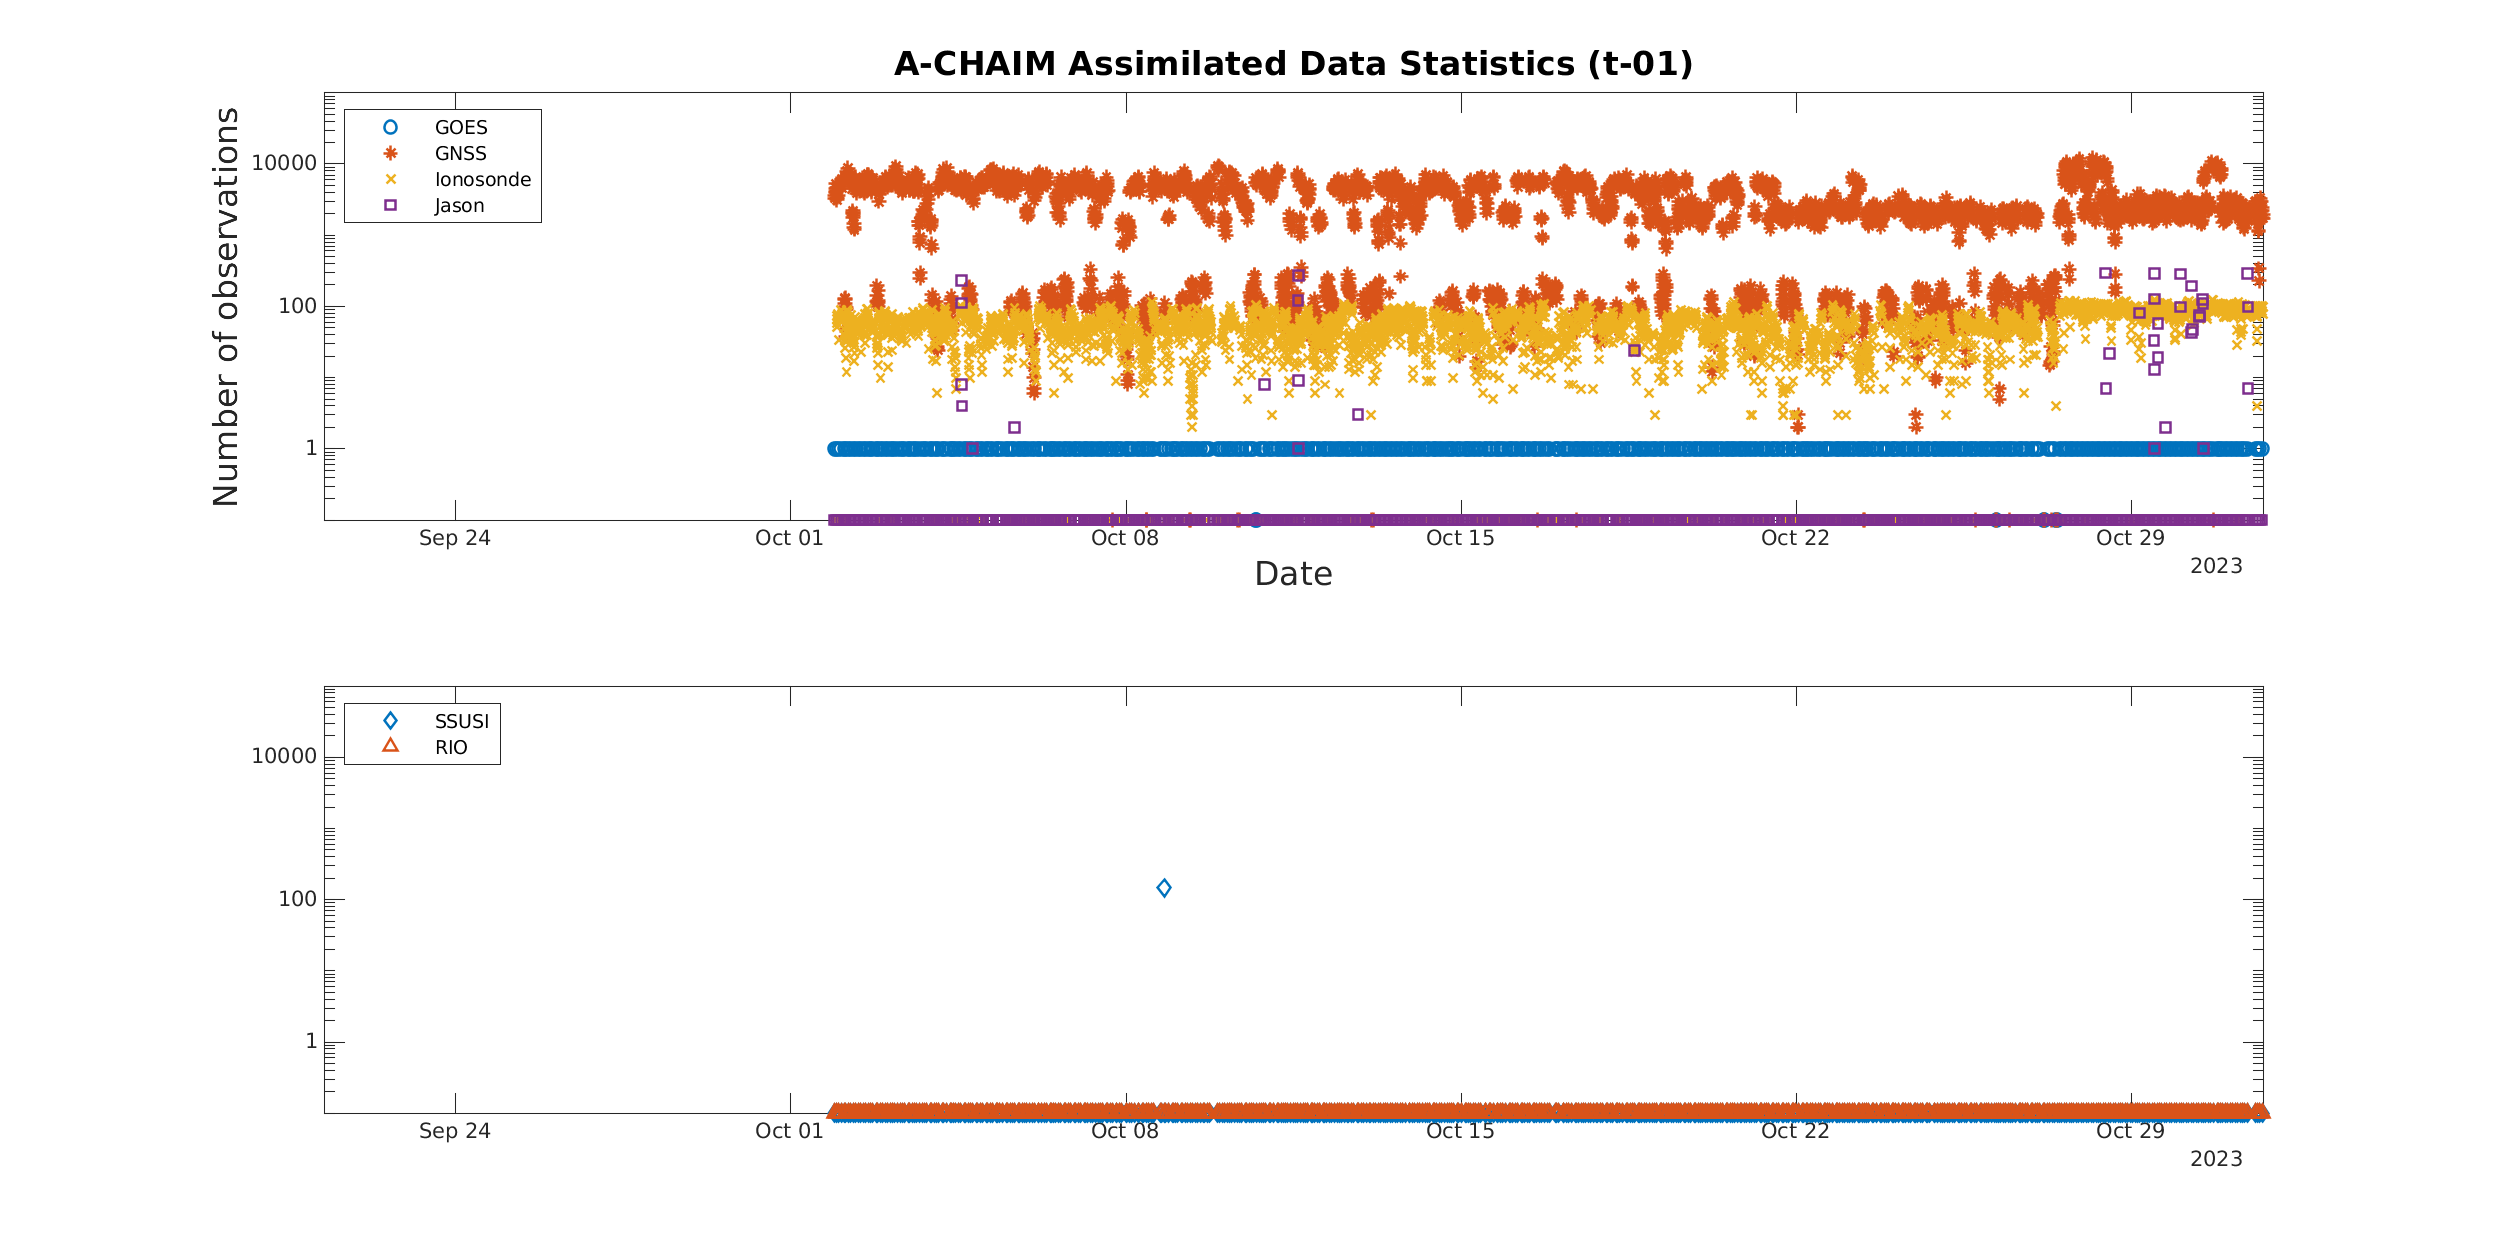 A-CHAIM Assimilated Data Statistics (t-01)
Number of observations
10000
100
1
GOES
GNSS
Ionosonde
Jason
Sep 24
Oct 01
Oct 08
Oct 15
Oct 22
Oct 29
2023
Date
10000
100
1
SSUSI
RIO
Sep 24
Oct 01
Oct 08
Oct 15
Oct 22
Oct 29
2023